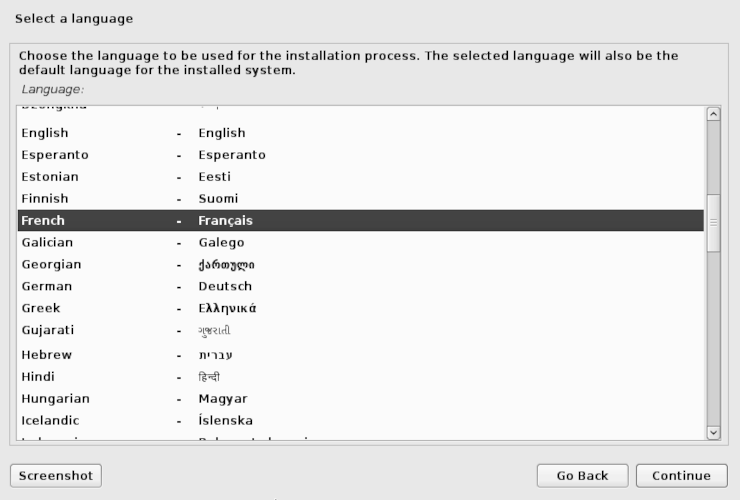 Select a language
Choose the language to be used for the installation process. The selected language will also be the
default language for the installed system.
Language:
English - English
Esperanto - Esperanto
Estonian - Eesti
Finnish - Suomi
French - Français
Galician - Galego
Georgian - ქართული
German - Deutsch
Greek - Ελληνικά
Gujarati - ગુજરાતી
Hebrew - עברית
Hindi - हिन्दी
Hungarian - Magyar
Icelandic - Íslenska
Screenshot Go Back Continue